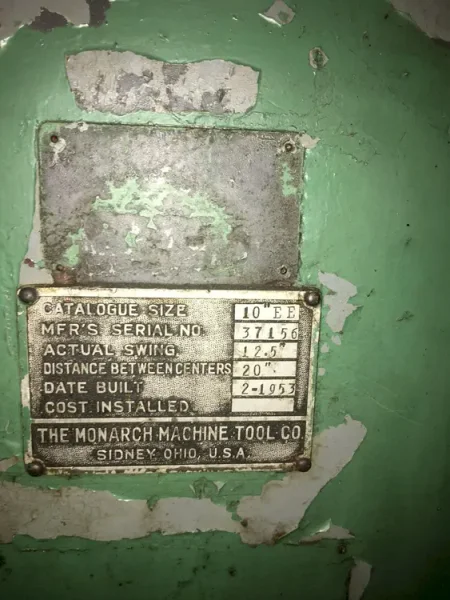 CATALOGUE SIZE 10"EE
MFR'S SERIAL NO. 37156
ACTUAL SWING 12.5"
DISTANCE BETWEEN CENTERS 20".
DATE BUILT 2-1953
COST INSTALLED
THE MONARCH MACHINE TOOL CO.
SIDNEY, OHIO, U.S.A.